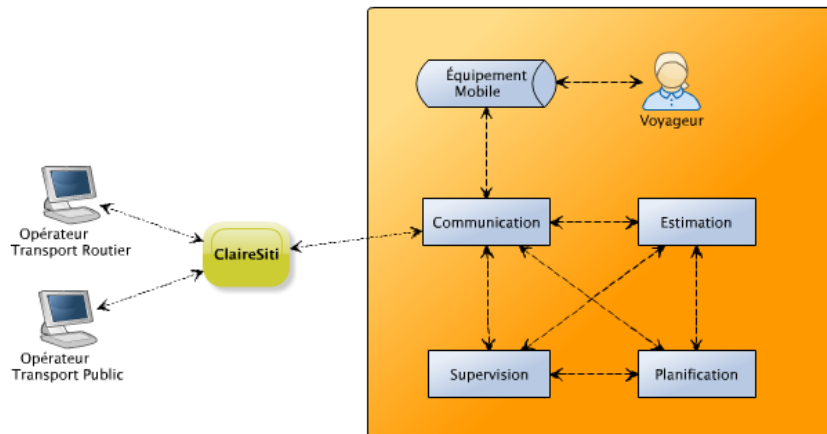 Équipement
Mobile
Voyageur
Opérateur
Transport Routier
ClaireSiti
Communication
Estimation
Opérateur
Transport Public
Supervision
Planification